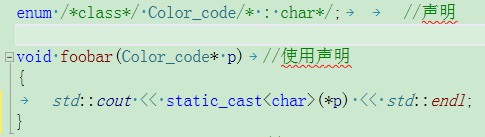 enum /*class*/ Color_code/* : char*/; //声明
void foobar(Color_code* p) //使用声明
{
std::cout << static_cast<char>(*p) << std::endl;
}